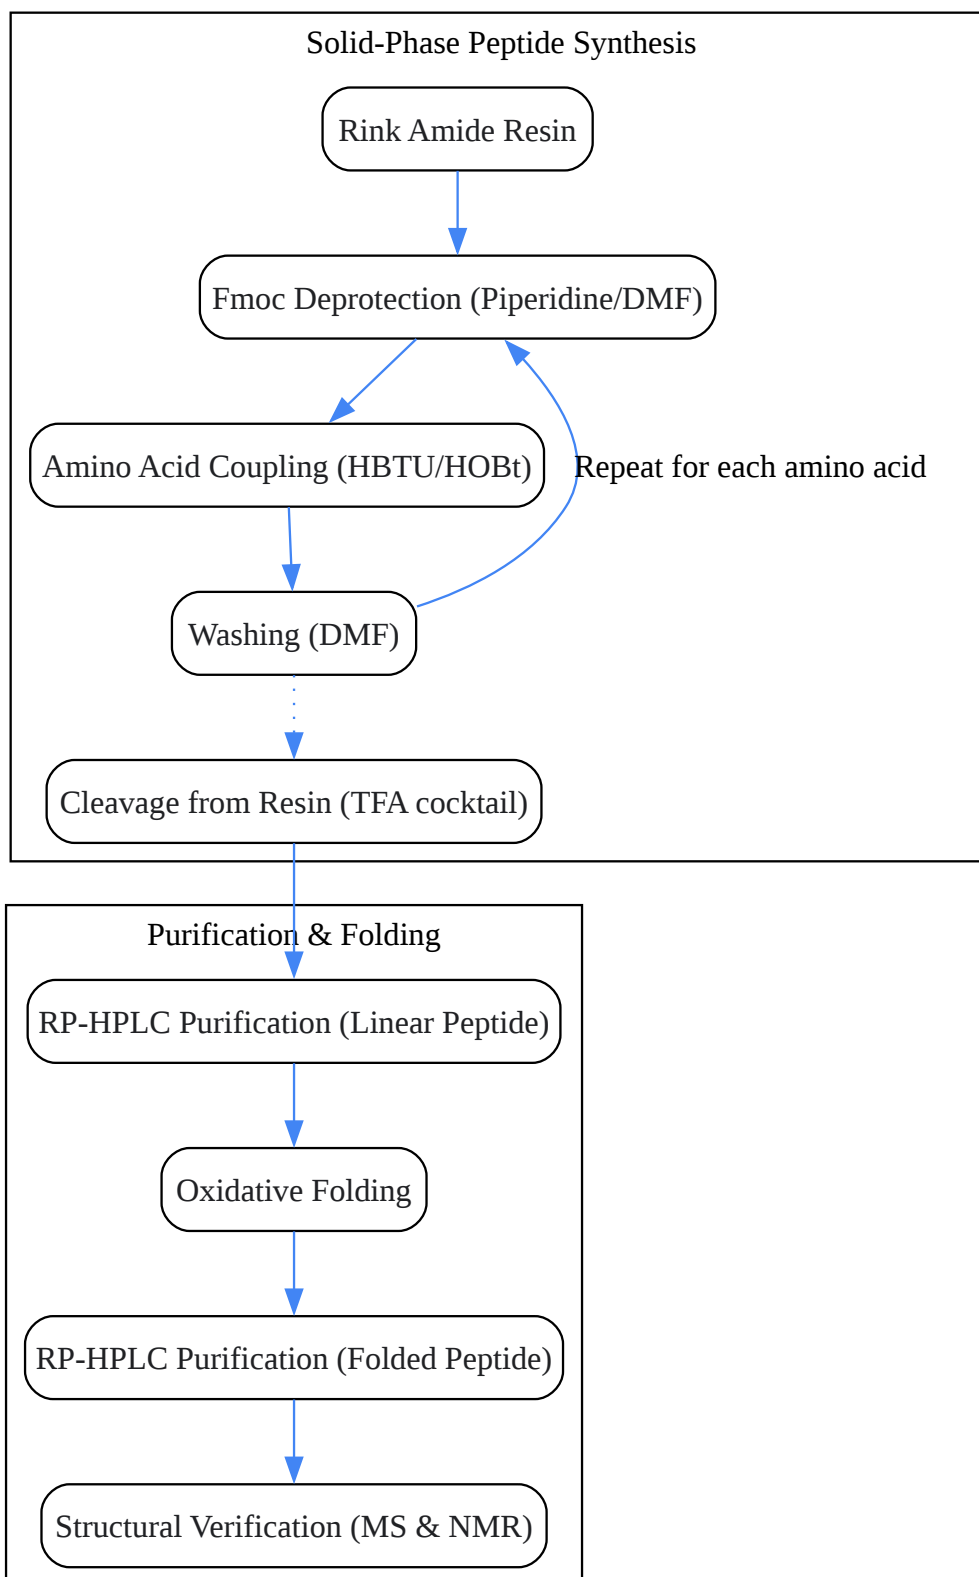 Solid-Phase Peptide Synthesis
Rink Amide Resin
Fmoc Deprotection (Piperidine/DMF)
Amino Acid Coupling (HBTU/HOBt)
Repeat for each amino acid
Washing (DMF)
Cleavage from Resin (TFA cocktail)
Purification & Folding
RP-HPLC Purification (Linear Peptide)
Oxidative Folding
RP-HPLC Purification (Folded Peptide)
Structural Verification (MS & NMR)